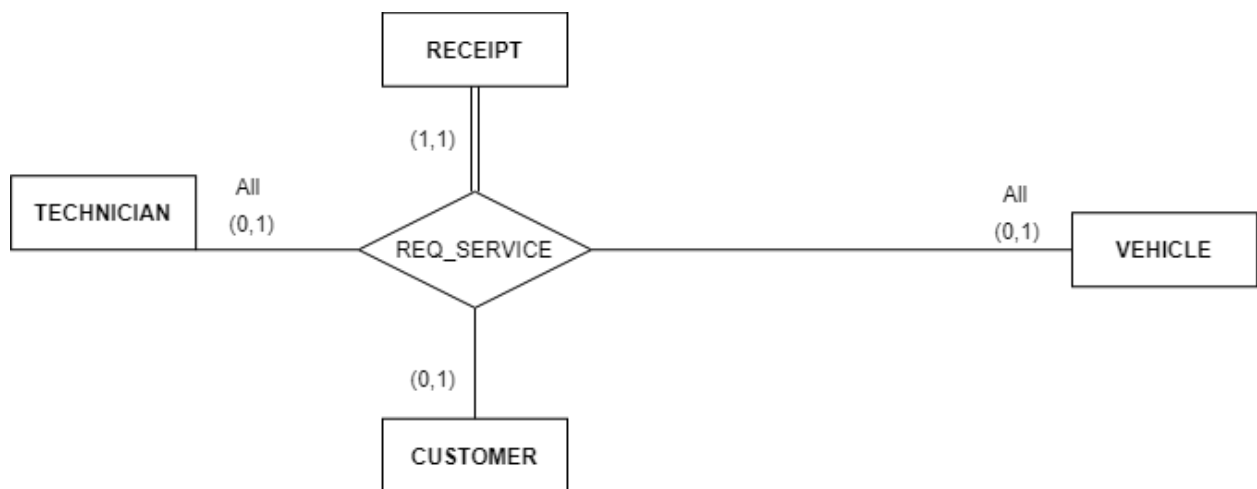 RECEIPT
(1,1)
All
(0,1)
TECHNICIAN
REQ_SERVICE
All
(0,1)
VEHICLE
(0,1)
CUSTOMER